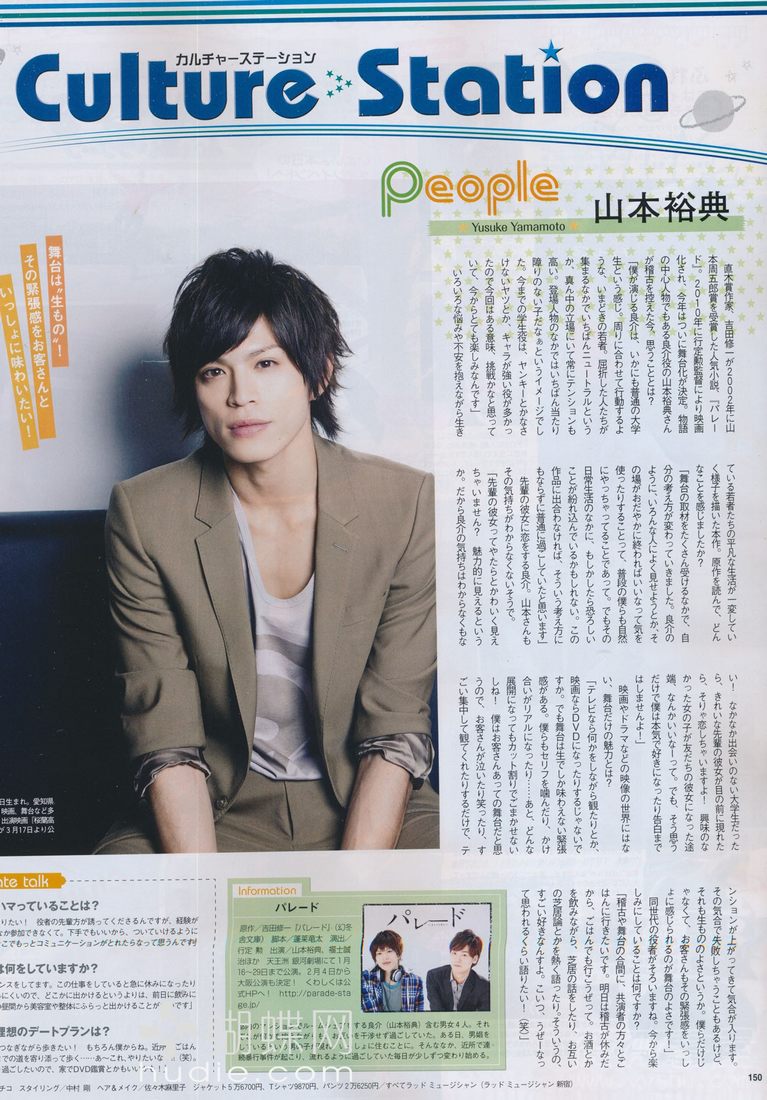 カルチャーステーション
Culture Station
People
山本裕典
Yusuke Yamamoto
舞台は“生もの”！
その緊張感をお客さんと
いっしょに味わいたい！
直木賞作家、吉田修一が2002年に山
本周五郎賞を受賞した人気小説、『パレー
ド』。2010年に行定勲監督により映画
化され、今年はついに舞台化が決定。物語
の中心人物でもある良介役の山本裕典さん
が稽古を控えた今、思うこととは？
「僕が演じる良介は、いかにも普通の大学
生という感じ。周りに合わせて行動するよ
うな、いまどきの若者。屈折した人たちが
集まるなかでいちばんニュートラルという
か、真ん中の立場にいて常にテンションも
高い。登場人物のなかではいちばん当たり
障りのない子だなぁというイメージでし
た。今までの学生役は、ヤンキーとかなさ
けないヤツとか、キャラが強い役が多かっ
たので今回はある意味、挑戦かなと思って
いて、今からとても楽しみなんです」
いろいろな悩みや不安を抱えながら生き
ている若者たちの平凡な生活が一変してい
く様子を描いた本作。原作を読んで、どん
なことを感じましたか？
「舞台の取材をたくさん受けるなかで、自
分の考え方が変わっていきました。良介の
ように、いろんな人によく見せようとか、そ
の場がおだやかに終わればいいなって気を
使ったりすることって、普段の僕らも自然
にやっちゃってることであって。でもその
日常生活のなかに、もしかしたら恐ろしい
ことが紛れ込んでいるかもしれない。この
作品に出合わなければ、そういう考え方に
もならずに普通に過ごしていたと思います」
先輩の彼女に恋をする良介。山本さんも
その気持ちがわからなくないそうで。
「先輩の彼女ってやたらとかわいく見え
ちゃいません？　魅力的に見えるという
か。だから良介の気持ちはわからなくもな
い！　なかなか出会いのない大学生だった
ら、きれいな先輩の彼女が目の前に現れた
ら、そりゃ恋しちゃいますよ！　興味のな
かった女の子が友だちの彼女になった途
端、なんかいいなーって。でも、そう思う
だけで僕は本気で好きになったり告白まで
はしませんよ！」
映画やドラマなどの映像の世界にはな
い、舞台だけの魅力とは？
「テレビなら何かをしながら観たりとか、
映画ならDVDになったりするじゃないで
すか。でも舞台は生でしか味わえない緊張
感がある。僕らもセリフを噛んだり、かけ
合いがリアルになったり……あと、どんな
展開になってもカット割りでごまかせない
しね！　僕はお客さんあっての舞台だと思
うので、お客さんが泣いたり笑ったり、す
ごい集中して観てくれたりするだけで、テ
ンションが上がってきて気合が入ります。
その気合で失敗しちゃうこともあるけど、
それも生もののよさというか。僕らだけじ
ゃなくて、お客さんもその緊張感をいっし
ょに感じられるのが舞台のよさです！」
同世代の役者がそろいますね。今から楽
しみにしていることは何ですか？
「稽古や舞台の合間に、共演者の方々とご
はんに行きたいです。明日は稽古が休みだ
から、ごはんでも行こうぜって。お酒とか
を飲みながら、芝居の話をしたり、お互い
の芝居論とかを熱く語ったり。そういうの、
すごい好きなんすよ。こいつ、うぜーなっ
て思われるくらい語りたい！（笑）」
日生まれ。愛知県
映画、舞台など多
出演映画『桜蘭高
が３月17日より公
ate talk
ハマっていることは？
りたい！　役者の先輩方が誘ってくださるんですが、経験が
なか参加できなくて。下手でもいいから、ついていけるように
こでもっとコミュニケーションがとれたらなって思うんです！
は何をしていますか？
ンスをしてます。この仕事をしていると急に休みになったり
にくいので、どこかに出かけるというよりは、前日に飲みに
の昼間から美容室や整体にふらっと出かけることが
理想のデートプランは？
つなぎながら歩きたい！　もちろん僕からね。近所
ての道を寄り添って歩く……あ〜これ、やりたいな（笑）。
過ごしたいので、家でDVD鑑賞とかもいい
Information
パレード
原作／吉田修一『パレード』（幻冬
舎文庫）　脚本／蓬莱竜太　演出／
行定 勲　出演／山本裕典、福士誠
治ほか　天王洲 銀河劇場にて１月
16〜29日まで公演。２月４日から
大阪公演も決定！　くわしくは公
式HPへ！　http://parade-sta
ge.jp/
パレード
する良介（山本裕典）含む男女４人。それ
が干渉せず過ごしていた。ある日、男娼を
している
いっしょに
そんななか、近所で連
続暴行事件が起こり、流れるように過ごしていた毎日が少しずつ変わり始める。
チコ　スタイリング／中村 剛　ヘア＆メイク／佐々木麻里子　ジャケット５万6700円、Tシャツ9870円、パンツ２万6250円／すべてラッド ミュージシャン（ラッド ミュージシャン 新宿）
150
胡蝶网
hudie.com